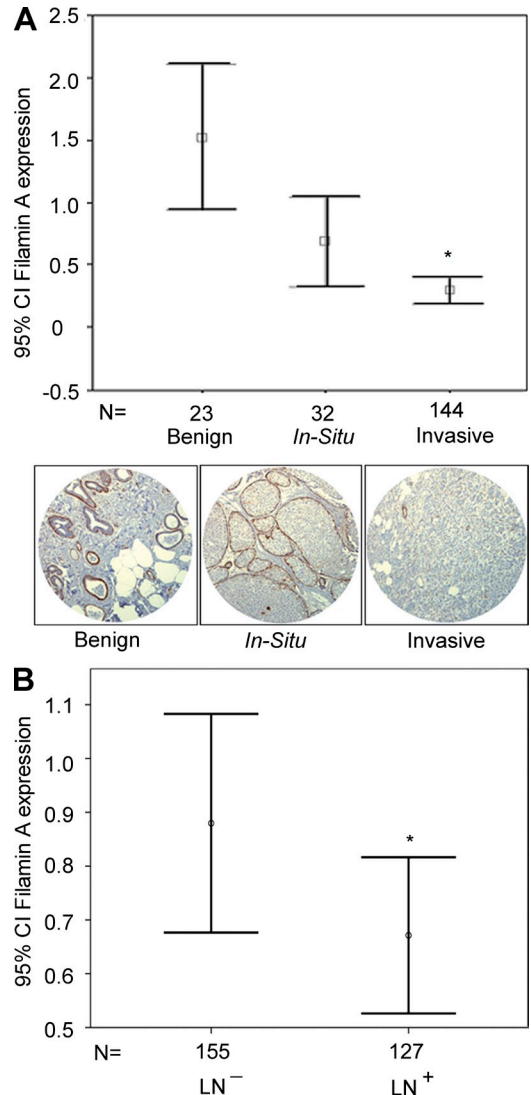 A
95% CI Filamin A expression
2.5
2.0
1.5
1.0
0.5
0
-0.5
N= 23 32 144
Benign In-Situ Invasive
*
Benign In-Situ Invasive
B
95% CI Filamin A expression
1.1
1.0
0.9
0.8
0.7
0.6
0.5
*
N= 155 127
LN⁻ LN⁺